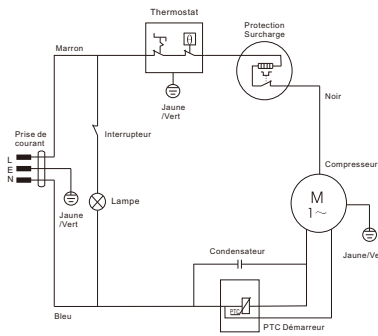 Thermostat
Protection
Surcharge
Marron
θ
Jaune
/Vert
Noir
Interrupteur
Prise de
courant
L
E
N
Compresseur
M
1~
Lampe
Jaune
/Vert
Jaune/Ve
Condensateur
PTC
Bleu
PTC Démarreur